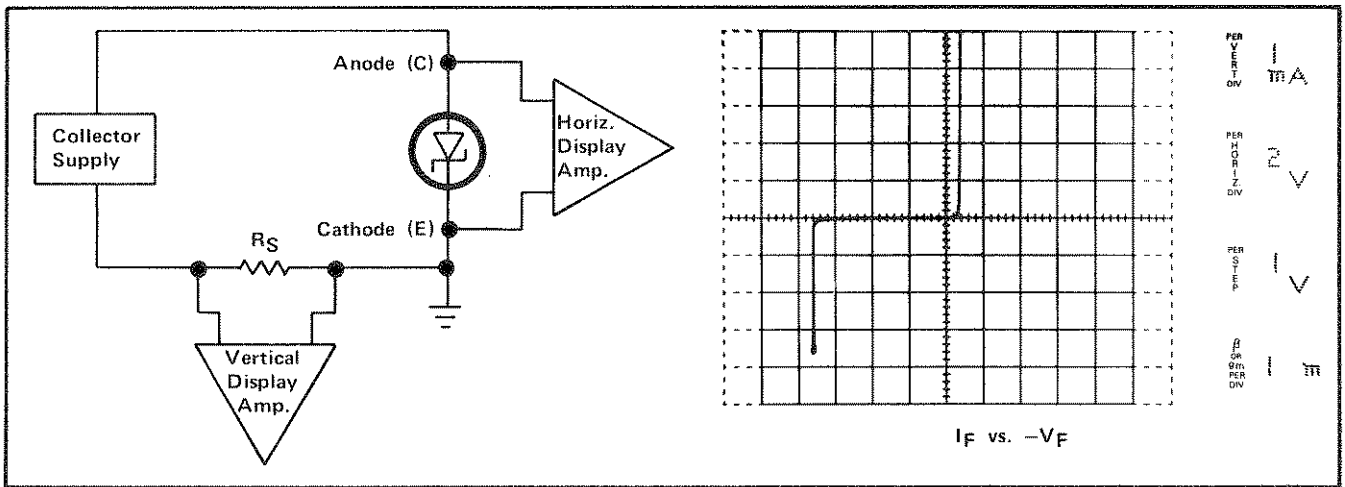 Anode (C)
Collector
Supply
Horiz.
Display
Amp.
Cathode (E)
RS
Vertical
Display
Amp.
PER
VERT
DIV
1
mA
PER
HORIZ.
DIV
2
V
PER
STEP
1
V
β
OR
gm
PER
DIV
1 m
IF vs. −VF